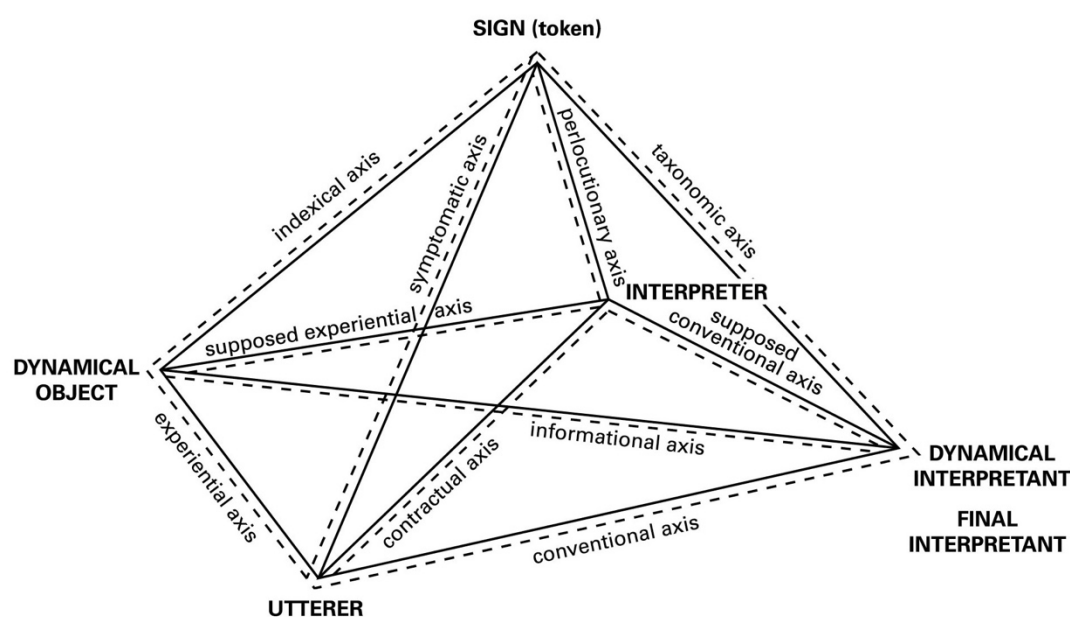 SIGN (token)
indexical axis
symptomatic axis
perlocutionary axis
taxonomic axis
INTERPRETER
supposed experiential axis
supposed
conventional axis
DYNAMICAL
OBJECT
experiential axis
informational axis
contractual axis
conventional axis
DYNAMICAL
INTERPRETANT
FINAL
INTERPRETANT
UTTERER